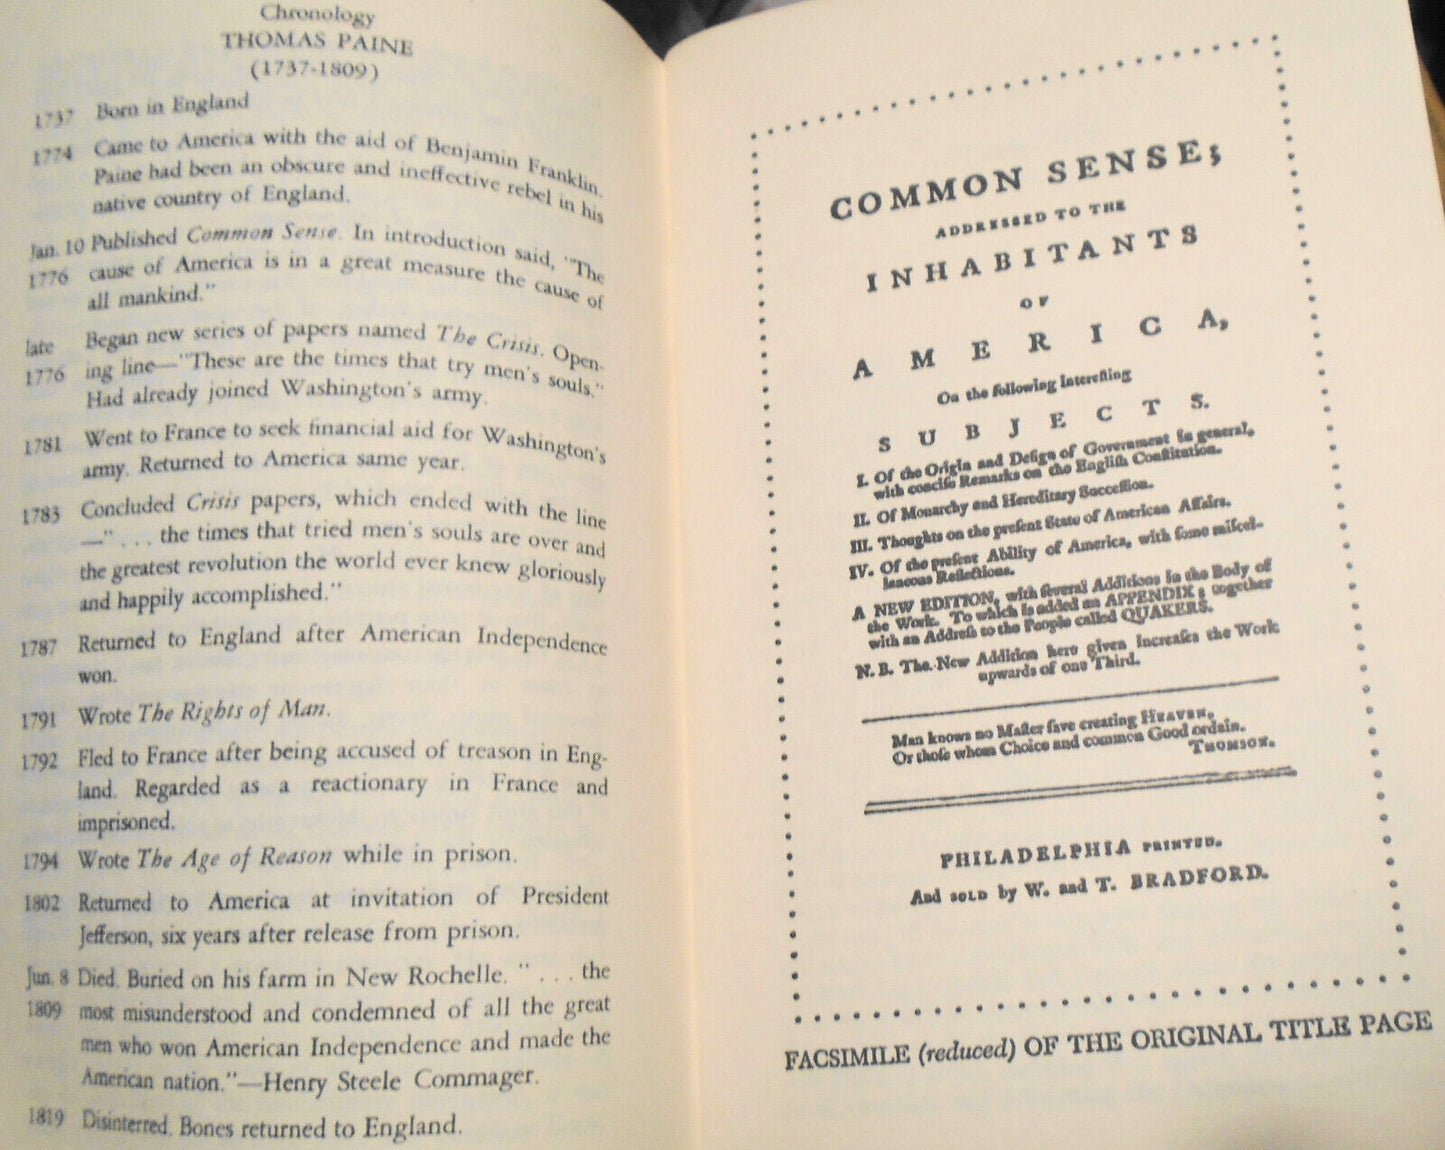 Chronology
THOMAS PAINE
(1737-1809)
1737 Born in England
1774 Came to America with the aid of Benjamin Franklin.
Paine had been an obscure and ineffective rebel in his
native country of England.
Jan. 10 Published Common Sense. In introduction said, "The
1776 cause of America is in a great measure the cause of
all mankind."
late Began new series of papers named The Crisis. Open-
1776 ing line—"These are the times that try men's souls."
Had already joined Washington's army.
1781 Went to France to seek financial aid for Washington's
army. Returned to America same year.
1783 Concluded Crisis papers, which ended with the line
—" . . . the times that tried men's souls are over and
the greatest revolution the world ever knew gloriously
and happily accomplished."
1787 Returned to England after American Independence
won.
1791 Wrote The Rights of Man.
1792 Fled to France after being accused of treason in Eng-
land. Regarded as a reactionary in France and
imprisoned.
1794 Wrote The Age of Reason while in prison.
1802 Returned to America at invitation of President
Jefferson, six years after release from prison.
Jun. 8 Died. Buried on his farm in New Rochelle. " . . . the
1809 most misunderstood and condemned of all the great
men who won American Independence and made the
American nation."—Henry Steele Commager.
1819 Disinterred. Bones returned to England.
COMMON SENSE;
ADDRESSED TO THE
INHABITANTS
OF
AMERICA,
On the following interesting
SUBJECTS.
I. Of the Origin and Design of Government in general,
with concise Remarks on the English Constitution.
II. Of Monarchy and Hereditary Succession.
III. Thoughts on the present State of American Affairs.
IV. Of the present Ability of America, with some miscel-
laneous Reflections.
A NEW EDITION, with several Additions in the Body of
the Work. To which is added an APPENDIX; together
with an Address to the People called QUAKERS.
N. B. The New Addition here given increases the Work
upwards of one Third.
Man knows no Master save creating HEAVEN,
Or those whom Choice and common Good ordain.
THOMSON.
PHILADELPHIA PRINTED.
And SOLD by W. and T. BRADFORD.
FACSIMILE (reduced) OF THE ORIGINAL TITLE PAGE